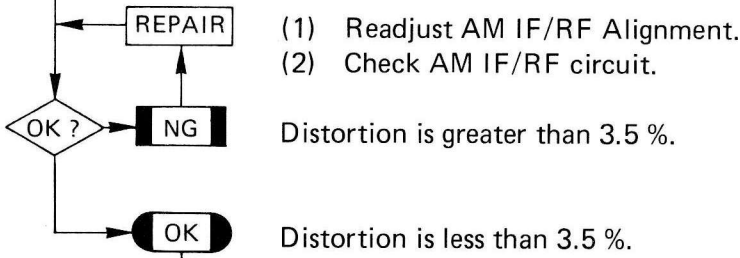 REPAIR (1) Readjust AM IF/RF Alignment.
(2) Check AM IF/RF circuit.
OK ? NG Distortion is greater than 3.5 %.
OK Distortion is less than 3.5 %.